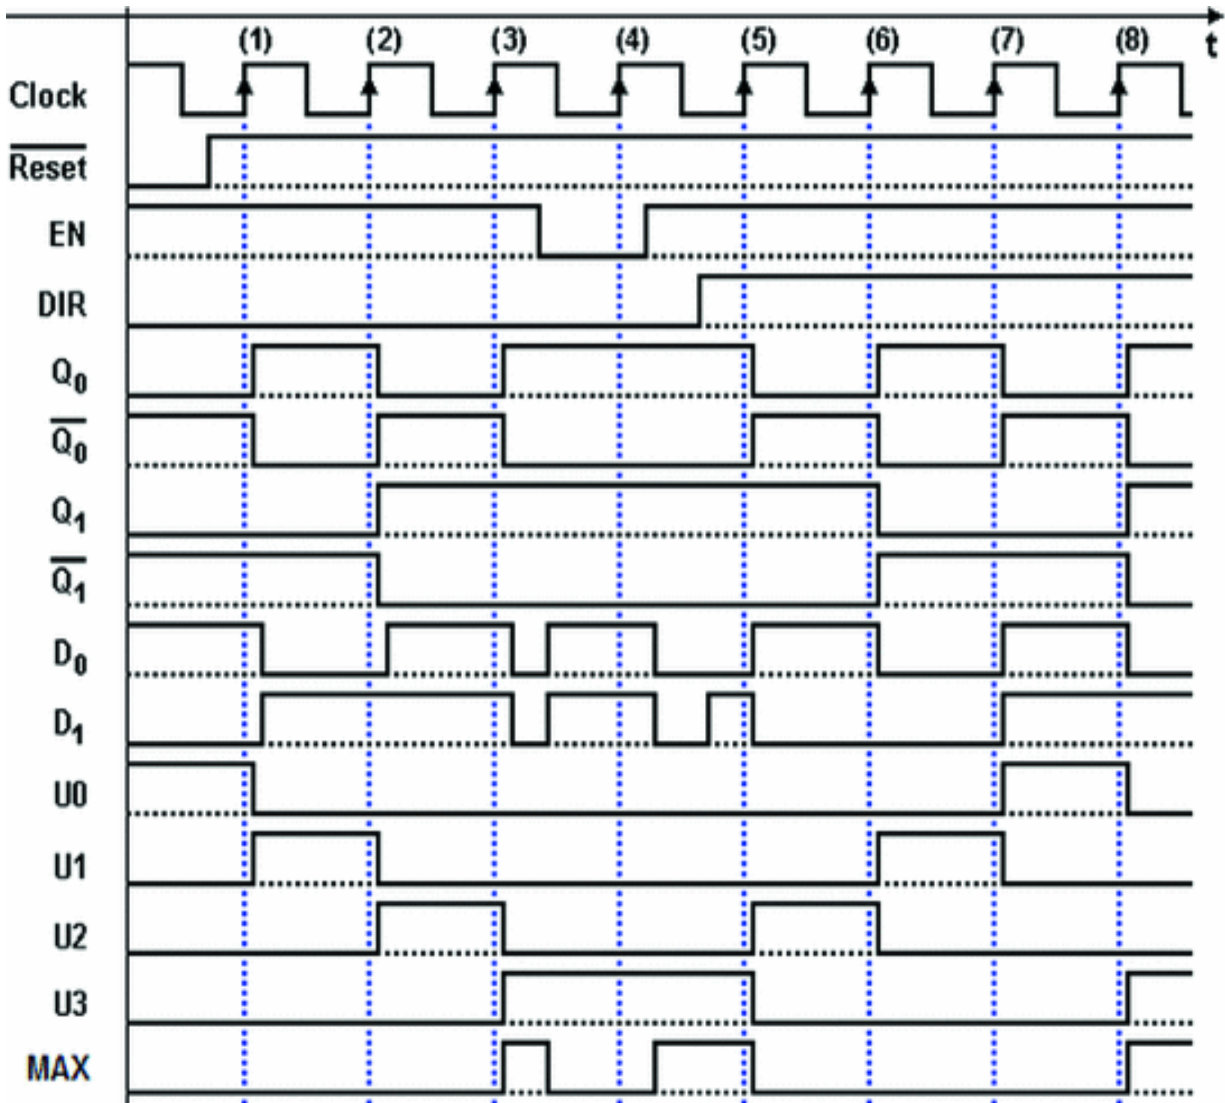 (1) (2) (3) (4) (5) (6) (7) (8)
t
Clock
Reset
EN
DIR
Q0
Q0
Q1
Q1
D0
D1
U0
U1
U2
U3
MAX